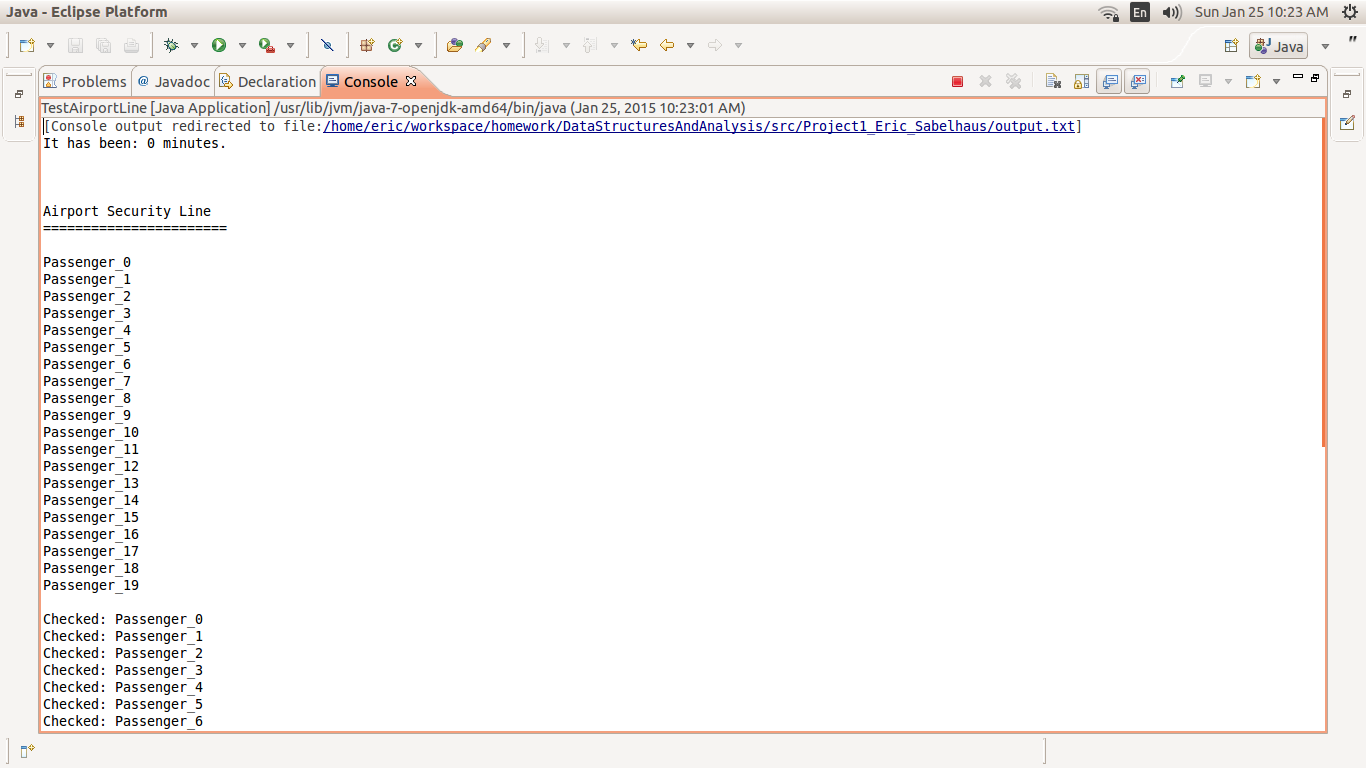 Java - Eclipse Platform
En
Sun Jan 25 10:23 AM
Java
"
Problems
@ Javadoc
Declaration
Console
TestAirportLine [Java Application] /usr/lib/jvm/java-7-openjdk-amd64/bin/java (Jan 25, 2015 10:23:01 AM)
[Console output redirected to file:/home/eric/workspace/homework/DataStructuresAndAnalysis/src/Project1_Eric_Sabelhaus/output.txt]
It has been: 0 minutes.
Airport Security Line
=======================
Passenger_0
Passenger_1
Passenger_2
Passenger_3
Passenger_4
Passenger_5
Passenger_6
Passenger_7
Passenger_8
Passenger_9
Passenger_10
Passenger_11
Passenger_12
Passenger_13
Passenger_14
Passenger_15
Passenger_16
Passenger_17
Passenger_18
Passenger_19
Checked: Passenger_0
Checked: Passenger_1
Checked: Passenger_2
Checked: Passenger_3
Checked: Passenger_4
Checked: Passenger_5
Checked: Passenger_6